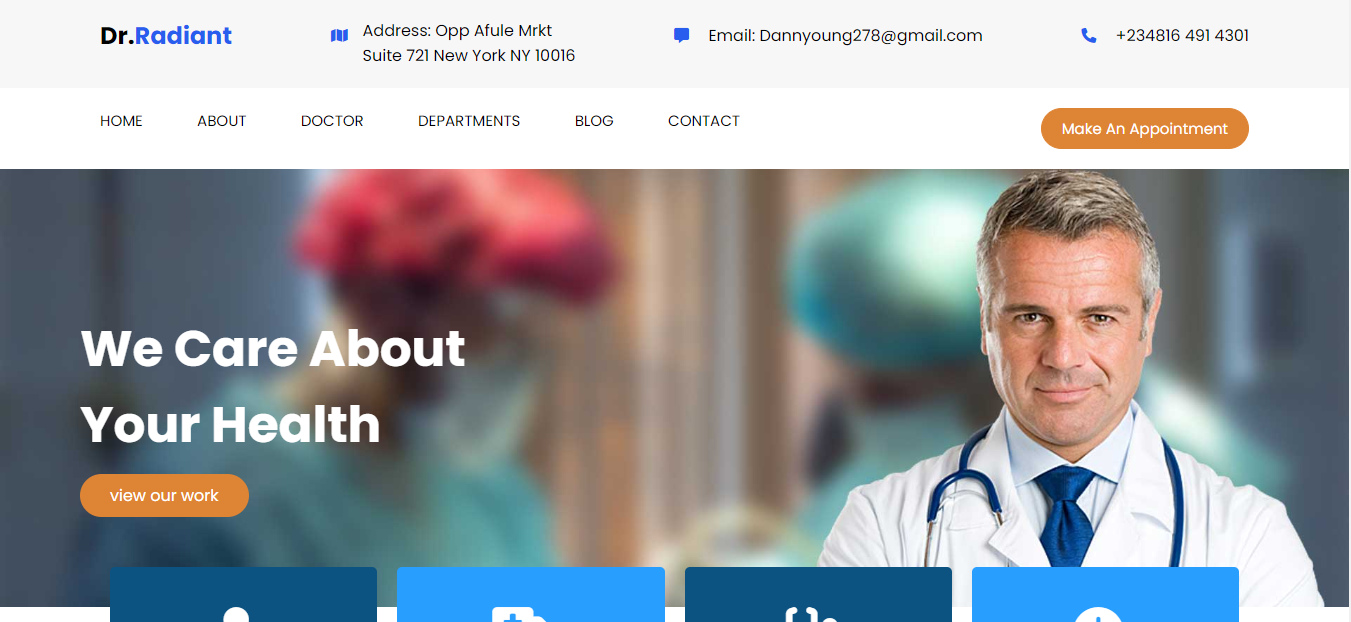 Dr.Radiant
Address: Opp Afule Mrkt
Suite 721 New York NY 10016
Email: Dannyoung278@gmail.com
+234816 491 4301
HOME
ABOUT
DOCTOR
DEPARTMENTS
BLOG
CONTACT
Make An Appointment
We Care About
Your Health
view our work